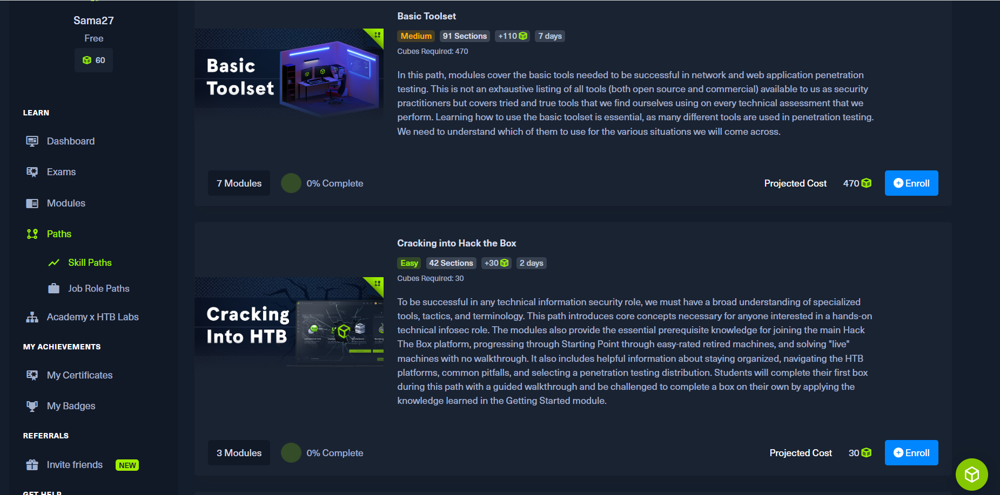 Sama27
Free
60
LEARN
Dashboard
Exams
Modules
Paths
Skill Paths
Job Role Paths
Academy x HTB Labs
MY ACHIEVEMENTS
My Certificates
My Badges
REFERRALS
Invite friends NEW
GET HELP
Basic
Toolset
Basic Toolset
Medium 91 Sections +110 7 days
Cubes Required: 470
In this path, modules cover the basic tools needed to be successful in network and web application penetration
testing. This is not an exhaustive listing of all tools (both open source and commercial) available to us as security
practitioners but covers tried and true tools that we find ourselves using on every technical assessment that we
perform. Learning how to use the basic toolset is essential, as many different tools are used in penetration testing.
We need to understand which of them to use for the various situations we will come across.
7 Modules 0% Complete Projected Cost 470 Enroll
Cracking
Into HTB
Cracking into Hack the Box
Easy 42 Sections +30 2 days
Cubes Required: 30
To be successful in any technical information security role, we must have a broad understanding of specialized
tools, tactics, and terminology. This path introduces core concepts necessary for anyone interested in a hands-on
technical infosec role. The modules also provide the essential prerequisite knowledge for joining the main Hack
The Box platform, progressing through Starting Point through easy-rated retired machines, and solving "live"
machines with no walkthrough. It also includes helpful information about staying organized, navigating the HTB
platforms, common pitfalls, and selecting a penetration testing distribution. Students will complete their first box
during this path with a guided walkthrough and be challenged to complete a box on their own by applying the
knowledge learned in the Getting Started module.
3 Modules 0% Complete Projected Cost 30 Enroll